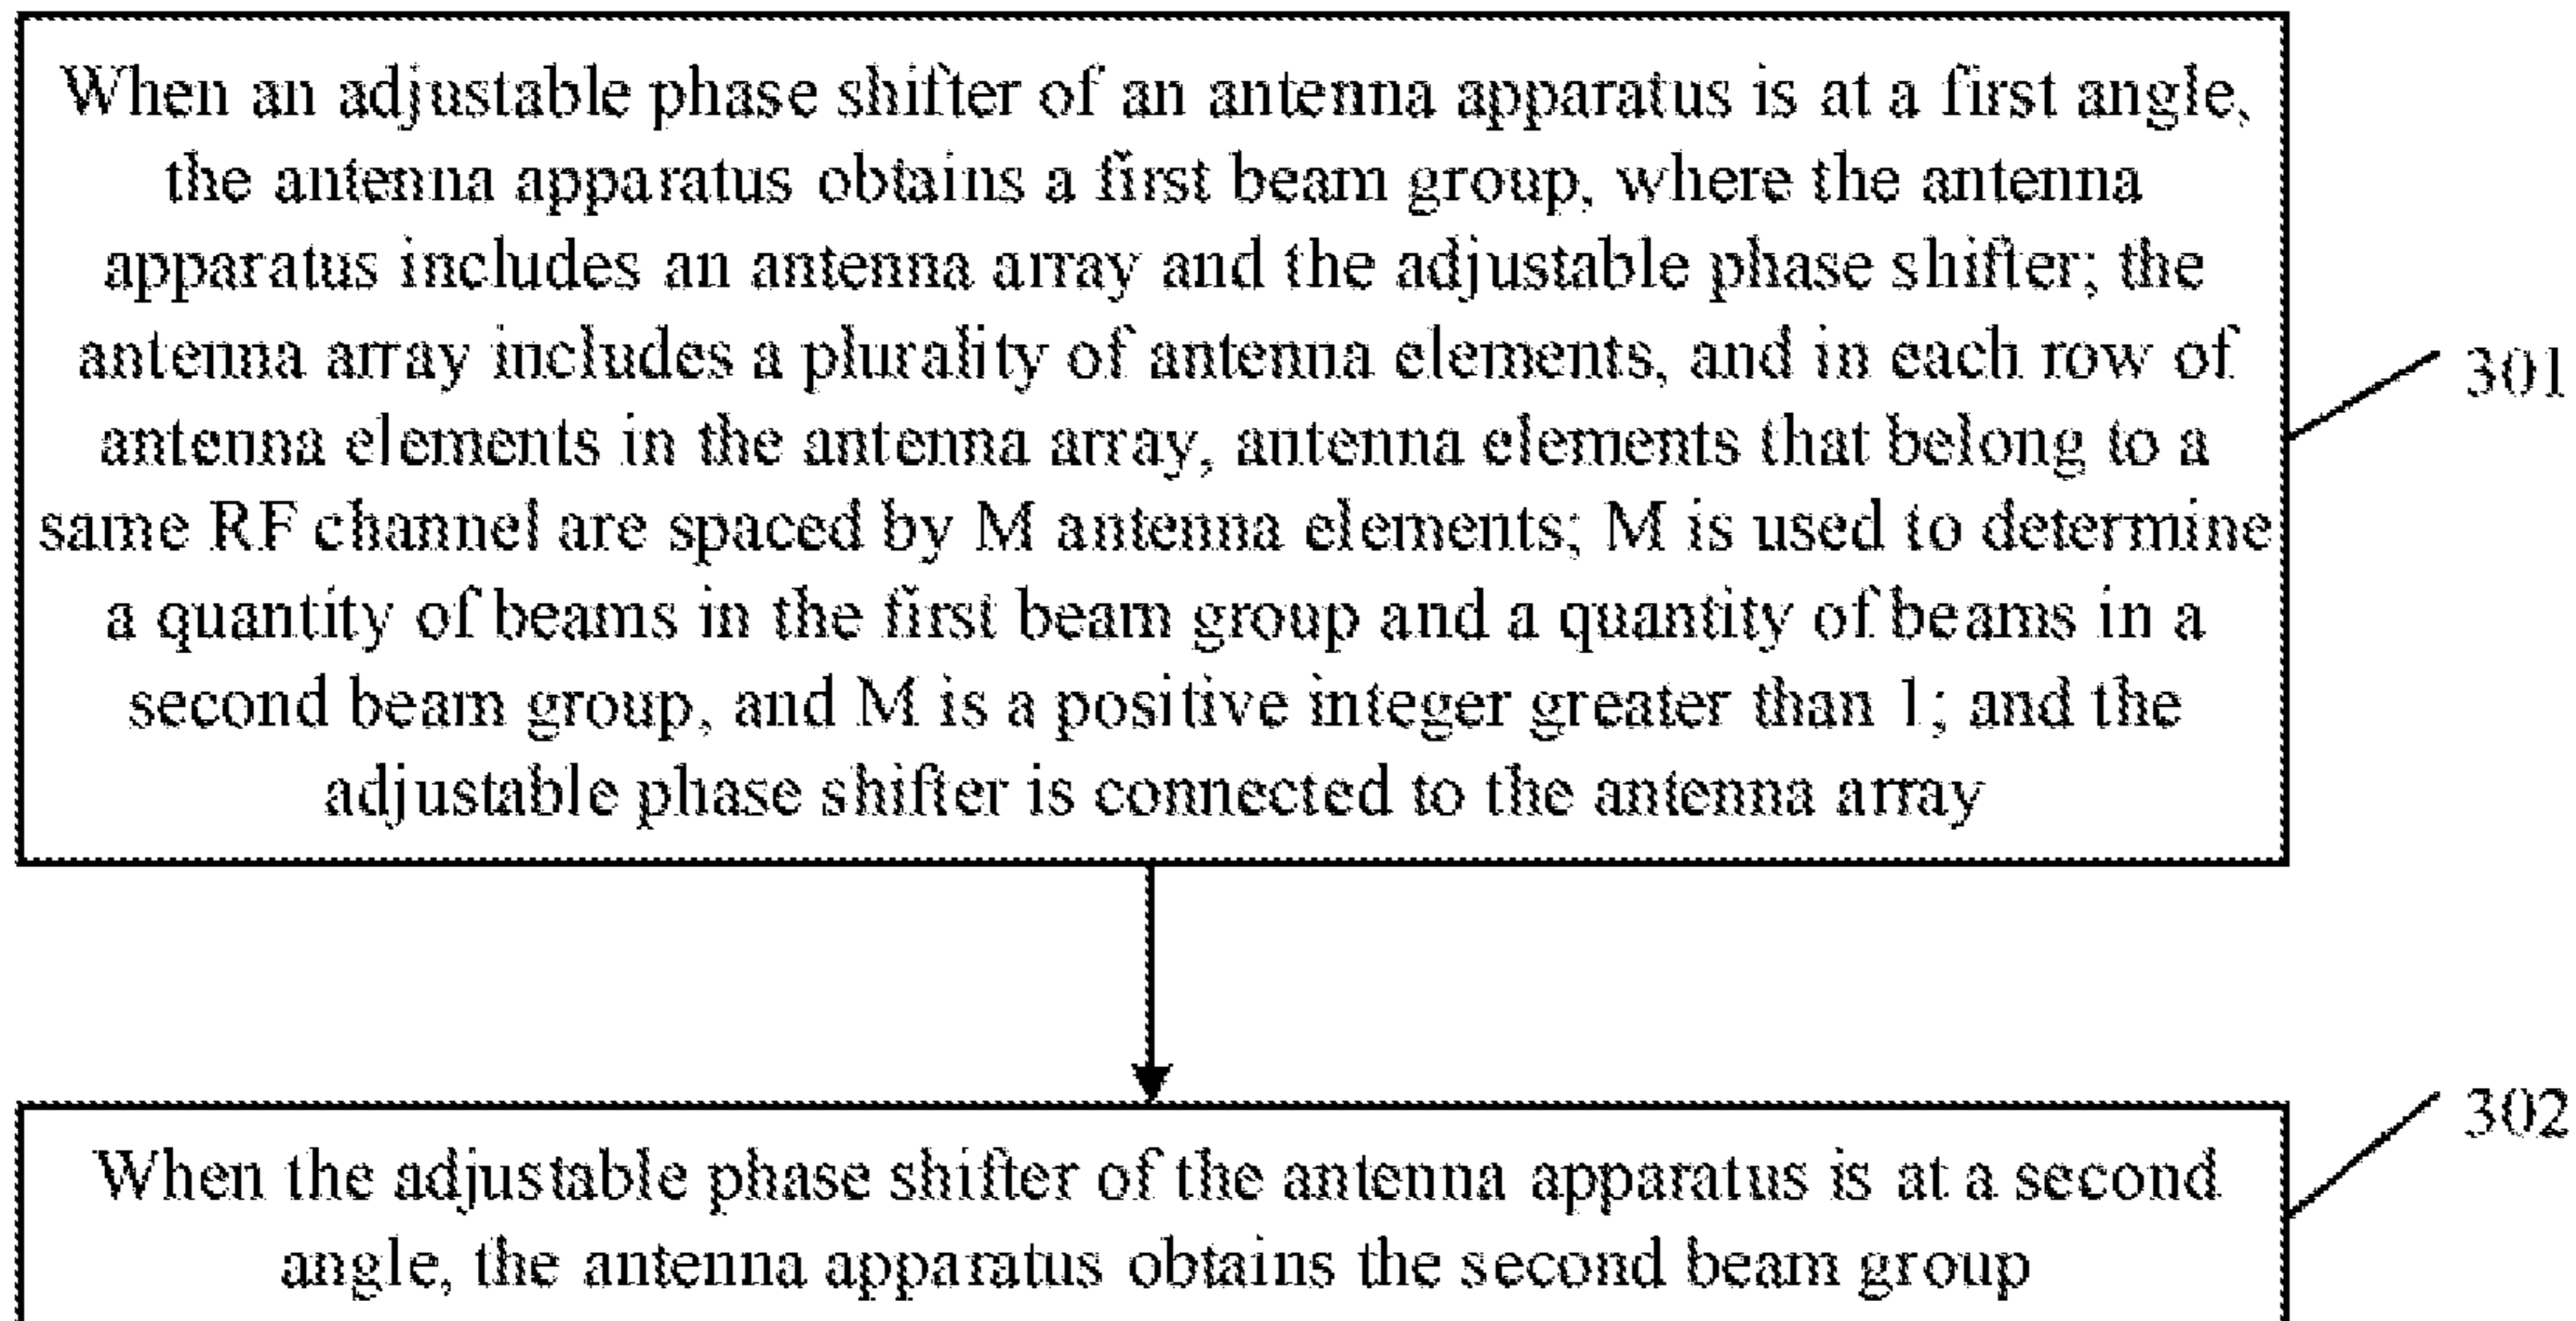 When an adjustable phase shifter of an antenna apparatus is at a first angle,
the antenna apparatus obtains a first beam group, where the antenna
apparatus includes an antenna array and the adjustable phase shifter; the
antenna array includes a plurality of antenna elements, and in each row of
antenna elements in the antenna array, antenna elements that belong to a
same RF channel are spaced by M antenna elements; M is used to determine
a quantity of beams in the first beam group and a quantity of beams in a
second beam group, and M is a positive integer greater than 1; and the
adjustable phase shifter is connected to the antenna array
301
When the adjustable phase shifter of the antenna apparatus is at a second
angle, the antenna apparatus obtains the second beam group
302